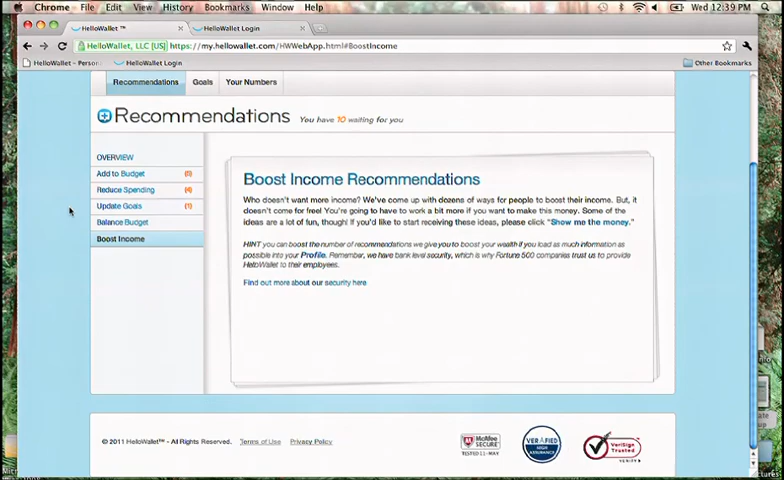 Chrome File Edit View History Bookmarks Window Help Wed 12:39 PM
HelloWallet ™ HelloWallet Login
HelloWallet, LLC [US] https://my.hellowallet.com/HWWebApp.html#BoostIncome
HelloWallet - Person HelloWallet Login Other Bookmarks
Recommendations Goals Your Numbers
Recommendations You have 10 waiting for you
OVERVIEW
Add to Budget (5)
Reduce Spending (4)
Update Goals (1)
Balance Budget
Boost Income
Boost Income Recommendations
Who doesn't want more income? We've come up with dozens of ways for people to boost their income. But, it
doesn't come for free! You're going to have to work a bit more if you want to make this money. Some of the
ideas are a lot of fun, though! If you'd like to start receiving these ideas, please click "Show me the money."
HINT you can boost the number of recommendations we give you to boost your wealth if you load as much information as
possible into your Profile. Remember, we have bank level security, which is why Fortune 500 companies trust us to provide
HelloWallet to their employees.
Find out more about our security here
© 2011 HelloWallet™ - All Rights Reserved. Terms of Use Privacy Policy
McAfee SECURE
TESTED 11-MAY
VERIFIED
VeriSign
Trusted
VERIFY